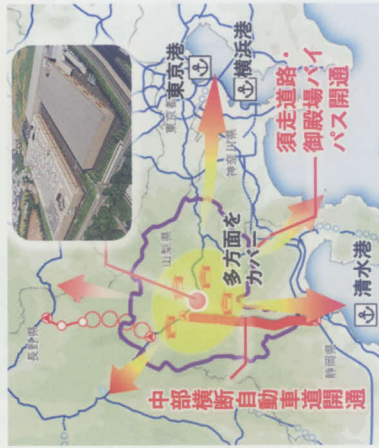 東京都
東京港
横浜港
神奈川県
須走道路・
御殿場バイ
パス開通
長野県
山梨県
多方面を
カバー
清水港
静岡県
中部横断自動車道開通